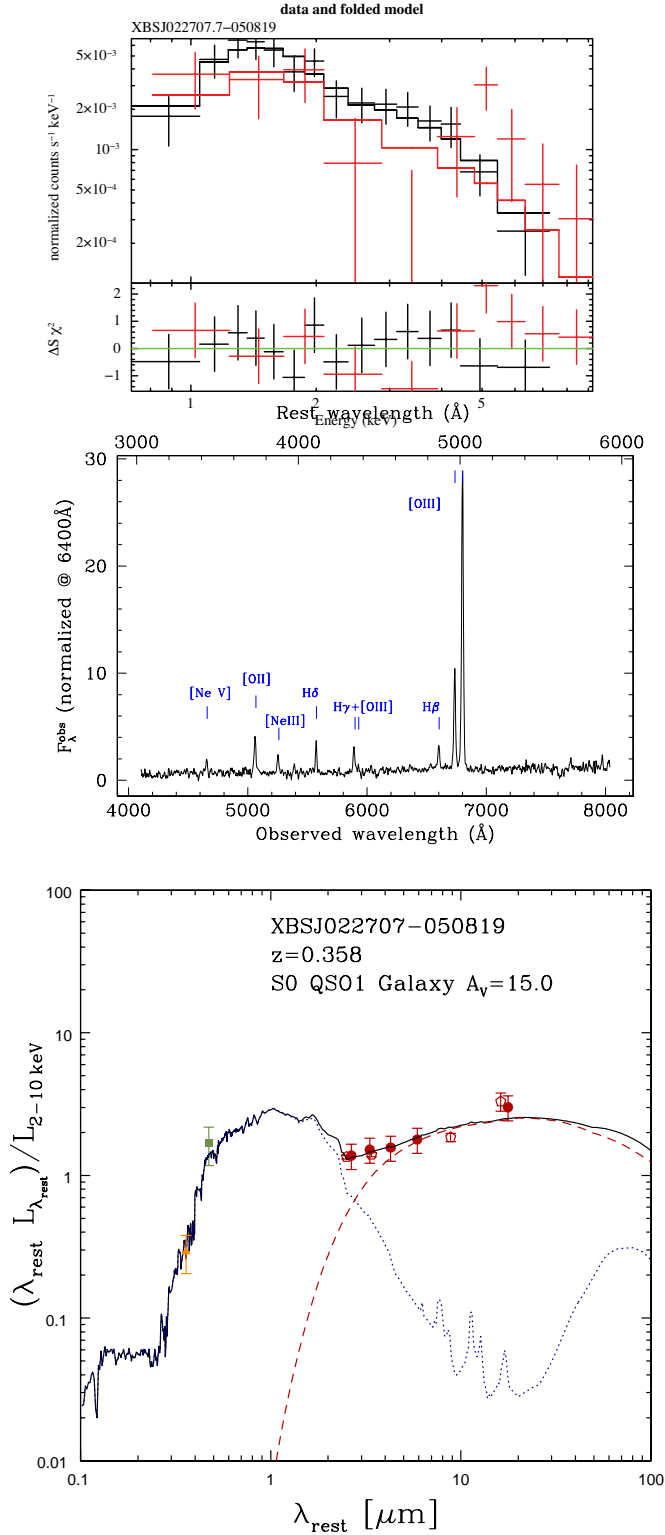 data and folded model
XBSJ022707.7−050819
5×10⁻³
2×10⁻³
10⁻³
5×10⁻⁴
2×10⁻⁴
normalized counts s⁻¹ keV⁻¹
2
1
0
−1
ΔS χ²
1 2 5
Energy (keV)
Rest wavelength (Å)
3000 4000 5000 6000
30
20
10
0
F_λ^obs (normalized @ 6400Å)
[OIII]
[Ne V]
[OII]
[NeIII]
Hδ
Hγ+[OIII]
Hβ
4000 5000 6000 7000 8000
Observed wavelength (Å)
100
10
1
0.1
0.01
(λ_rest L_λrest)/L_2−10 keV
XBSJ022707−050819
z=0.358
S0 QSO1 Galaxy A_V=15.0
0.1 1 10 100
λ_rest [μm]